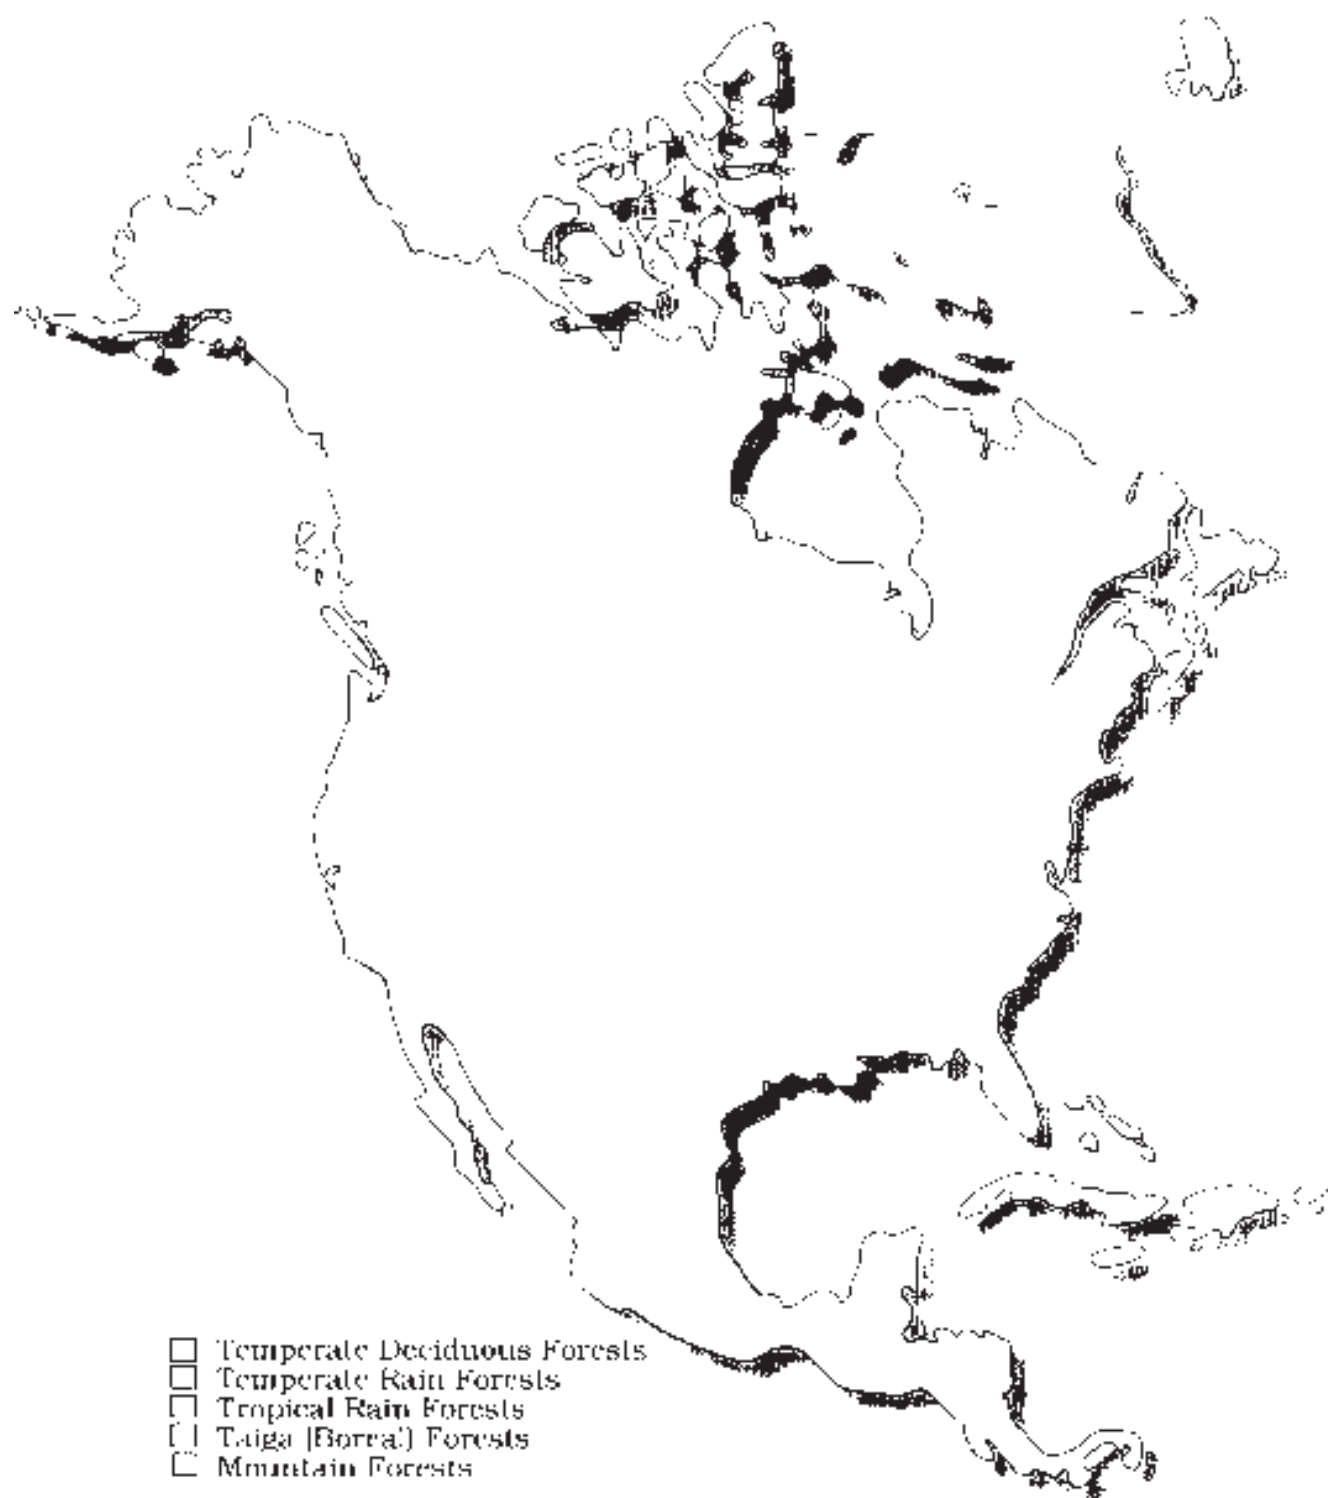 Temperate Deciduous Forests
Temperate Rain Forests
Tropical Rain Forests
Taiga (Boreal) Forests
Mountain Forests